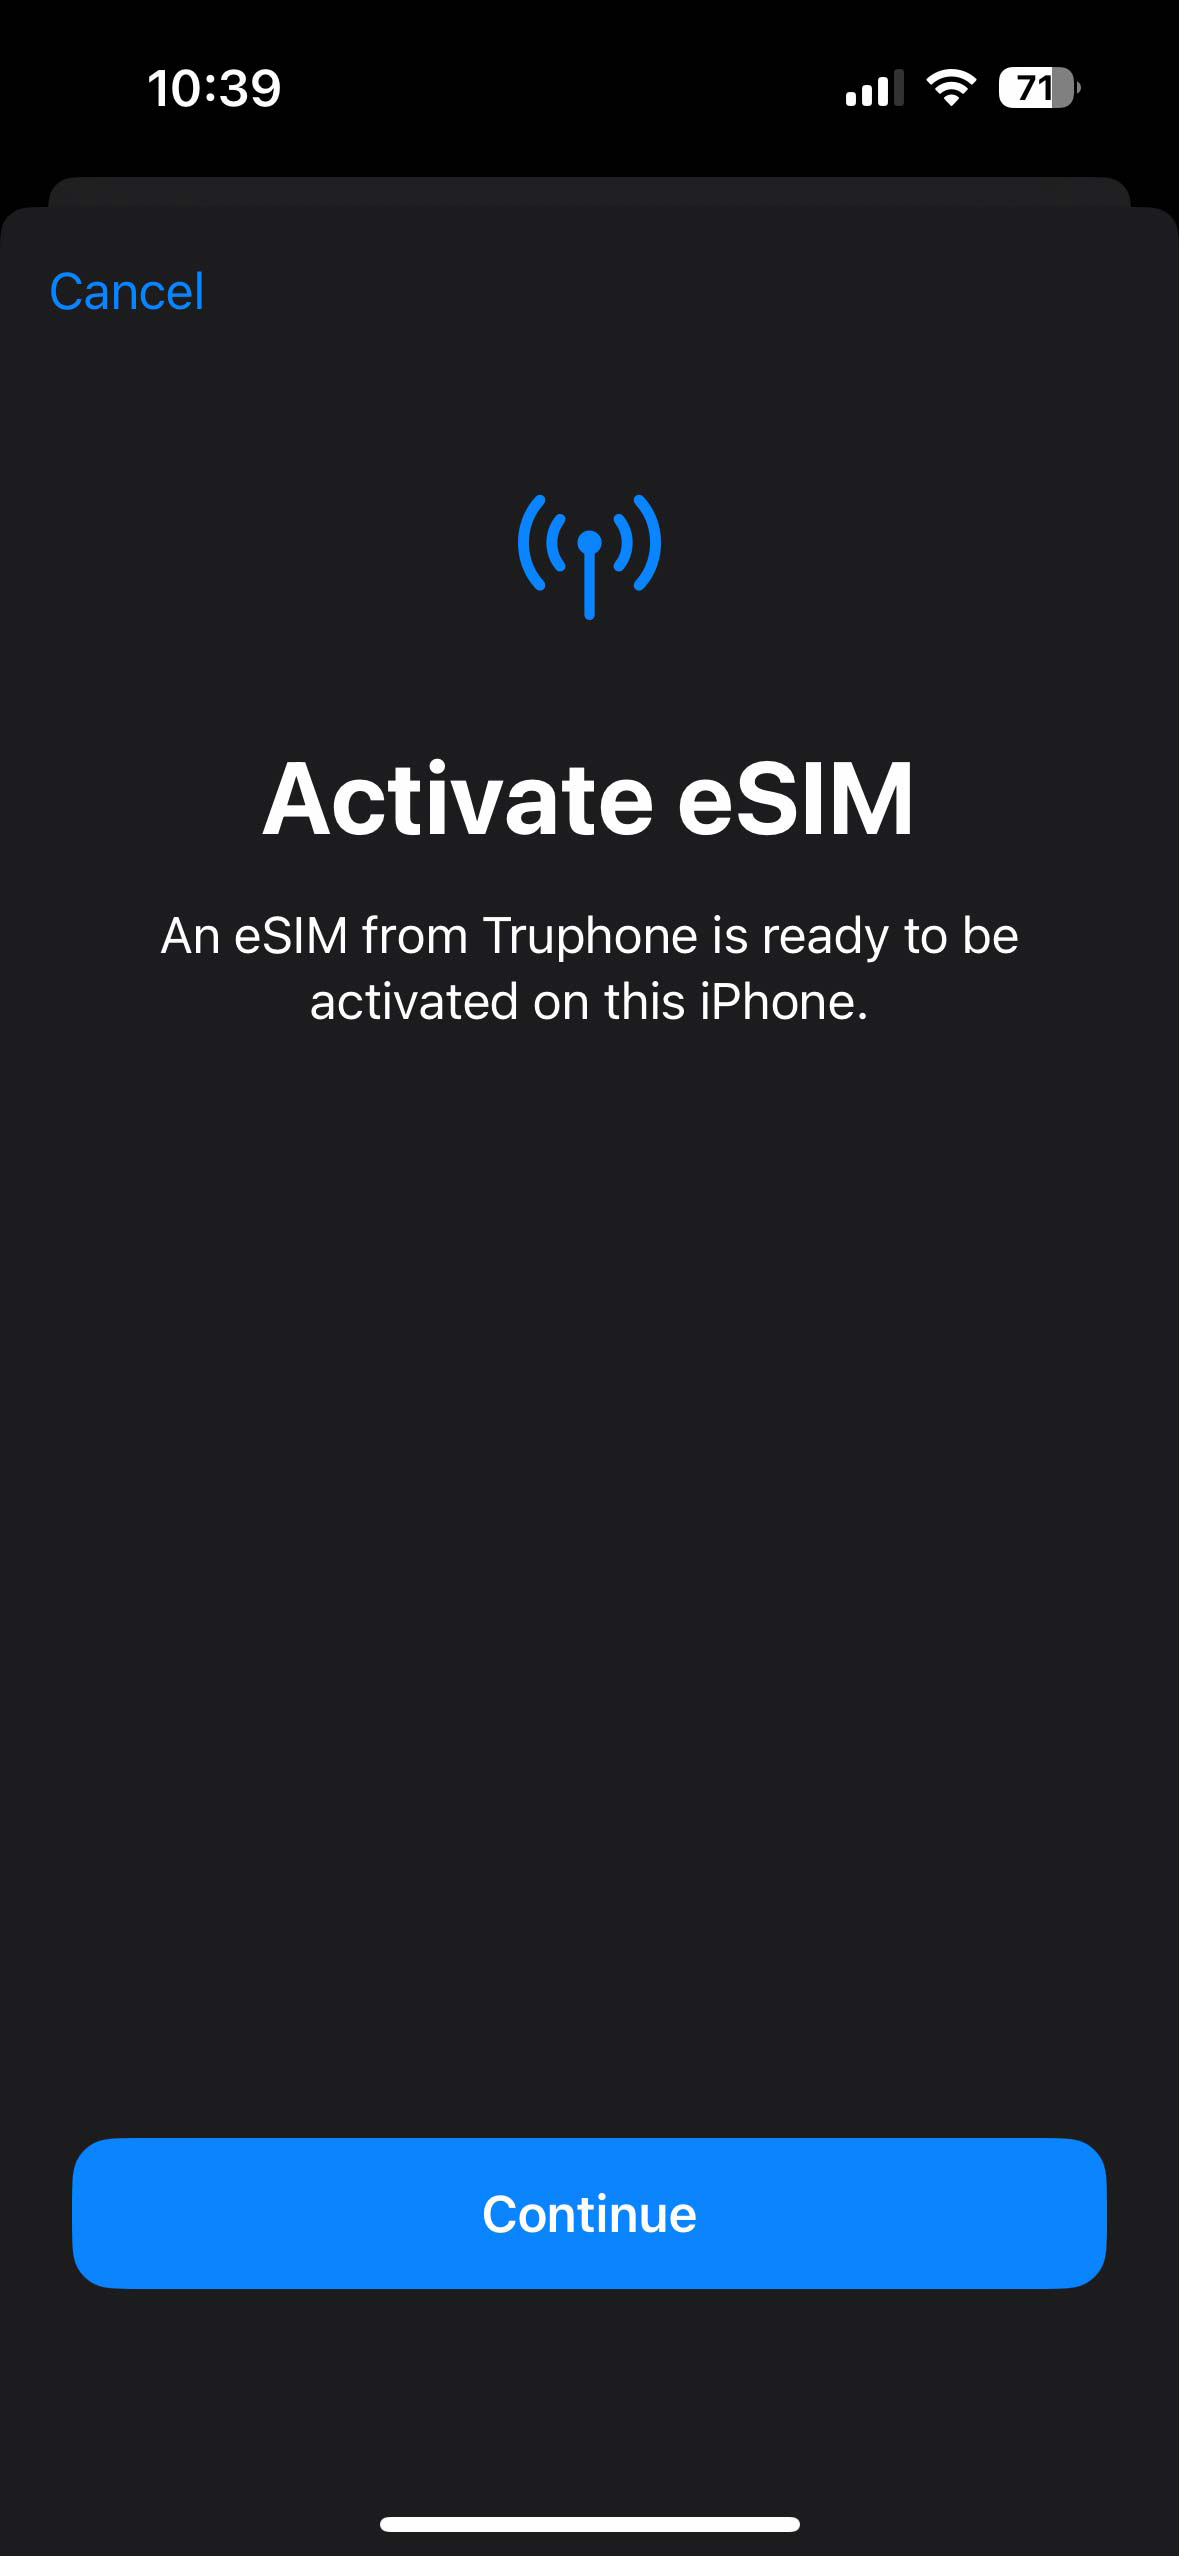 10:39
71
Cancel
Activate eSIM
An eSIM from Truphone is ready to be
activated on this iPhone.
Continue